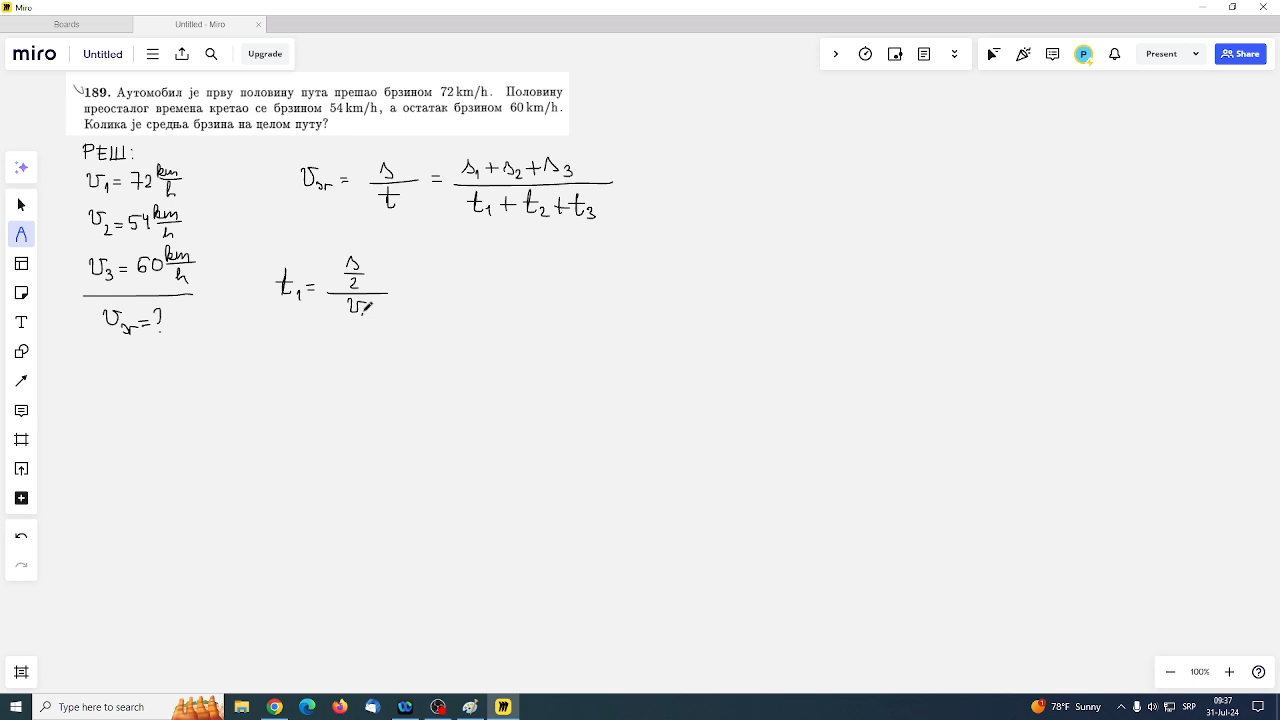 Miro
Boards
Untitled - Miro
miro
Untitled
Upgrade
Present
Share
189. Аутомобил је прву половину пута прешао брзином 72 km/h. Половину
преосталог времена кретао се брзином 54 km/h, а остатак брзином 60 km/h.
Колика је средња брзина на целом путу?
РЕШ:
v₁ = 72 km/h
v₂ = 54 km/h
v₃ = 60 km/h
vₛᵣ = ?
vₛᵣ = s/t = (s₁ + s₂ + s₃)/(t₁ + t₂ + t₃)
t₁ = (s/2)/v₁
100%
Type here to search
78°F Sunny
SRP
09:37
31-Jul-24